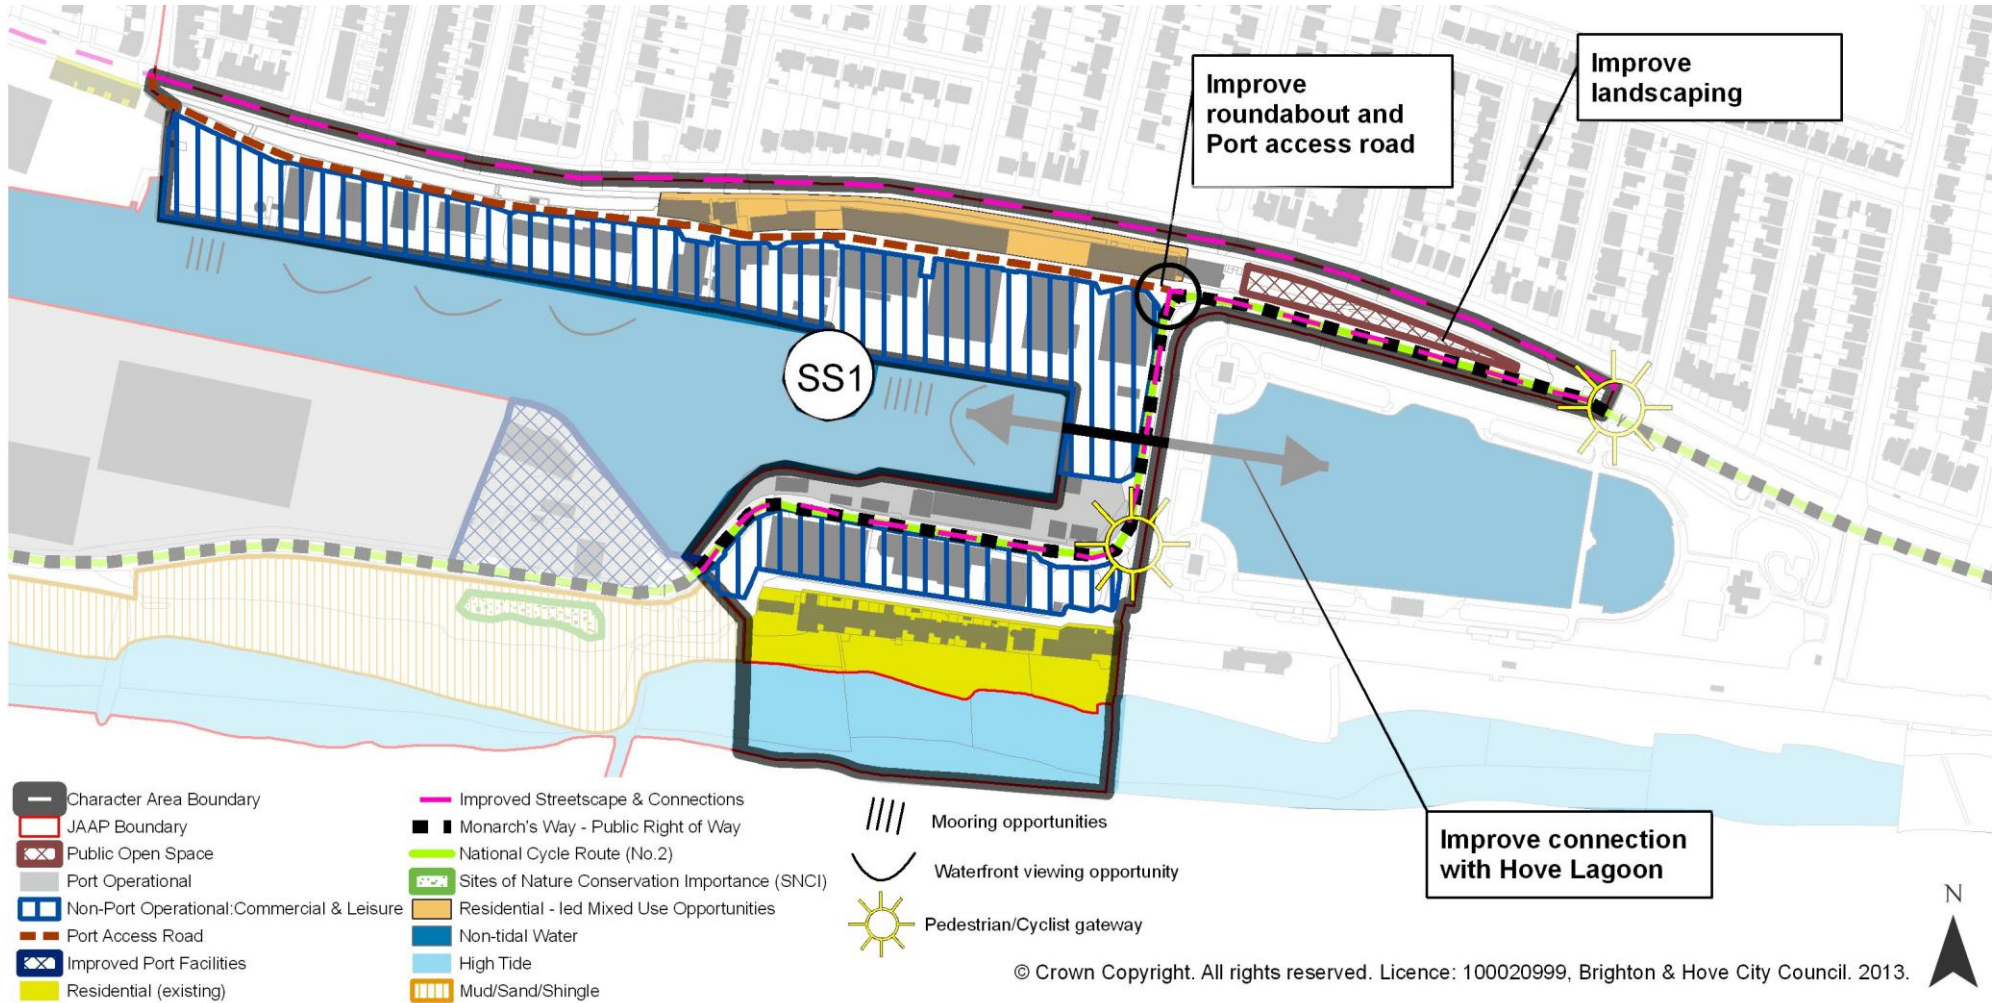 Improve
roundabout and
Port access road
Improve
landscaping
SS1
Improve connection
with Hove Lagoon
Character Area Boundary
JAAP Boundary
Public Open Space
Port Operational
Non-Port Operational:Commercial & Leisure
Port Access Road
Improved Port Facilities
Residential (existing)
Improved Streetscape & Connections
Monarch's Way - Public Right of Way
National Cycle Route (No.2)
Sites of Nature Conservation Importance (SNCI)
Residential - led Mixed Use Opportunities
Non-tidal Water
High Tide
Mud/Sand/Shingle
Mooring opportunities
Waterfront viewing opportunity
Pedestrian/Cyclist gateway
N
© Crown Copyright. All rights reserved. Licence: 100020999, Brighton & Hove City Council. 2013.